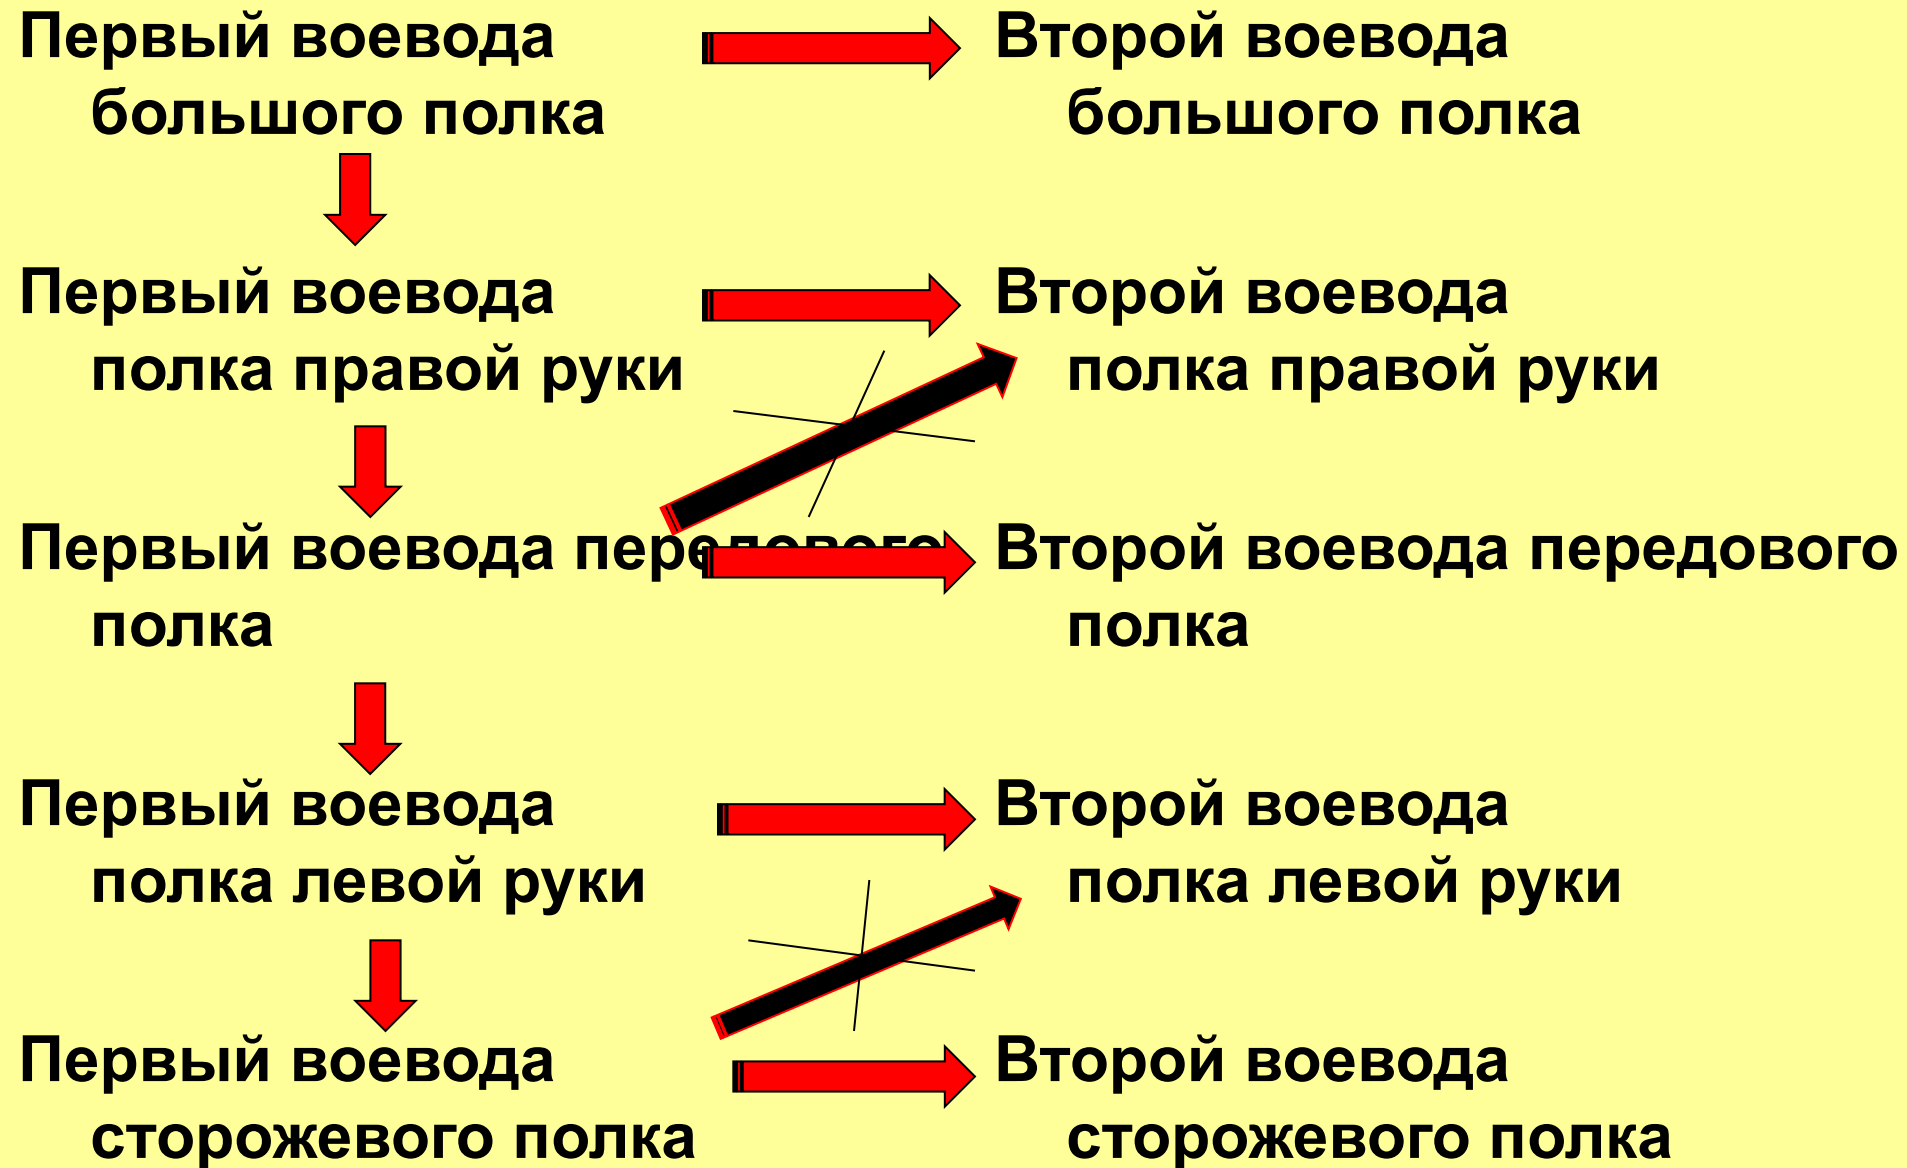 Первый воевода
большого полка
Второй воевода
большого полка
Первый воевода
полка правой руки
Второй воевода
полка правой руки
Первый воевода передового
полка
Второй воевода передового
полка
Первый воевода
полка левой руки
Второй воевода
полка левой руки
Первый воевода
сторожевого полка
Второй воевода
сторожевого полка